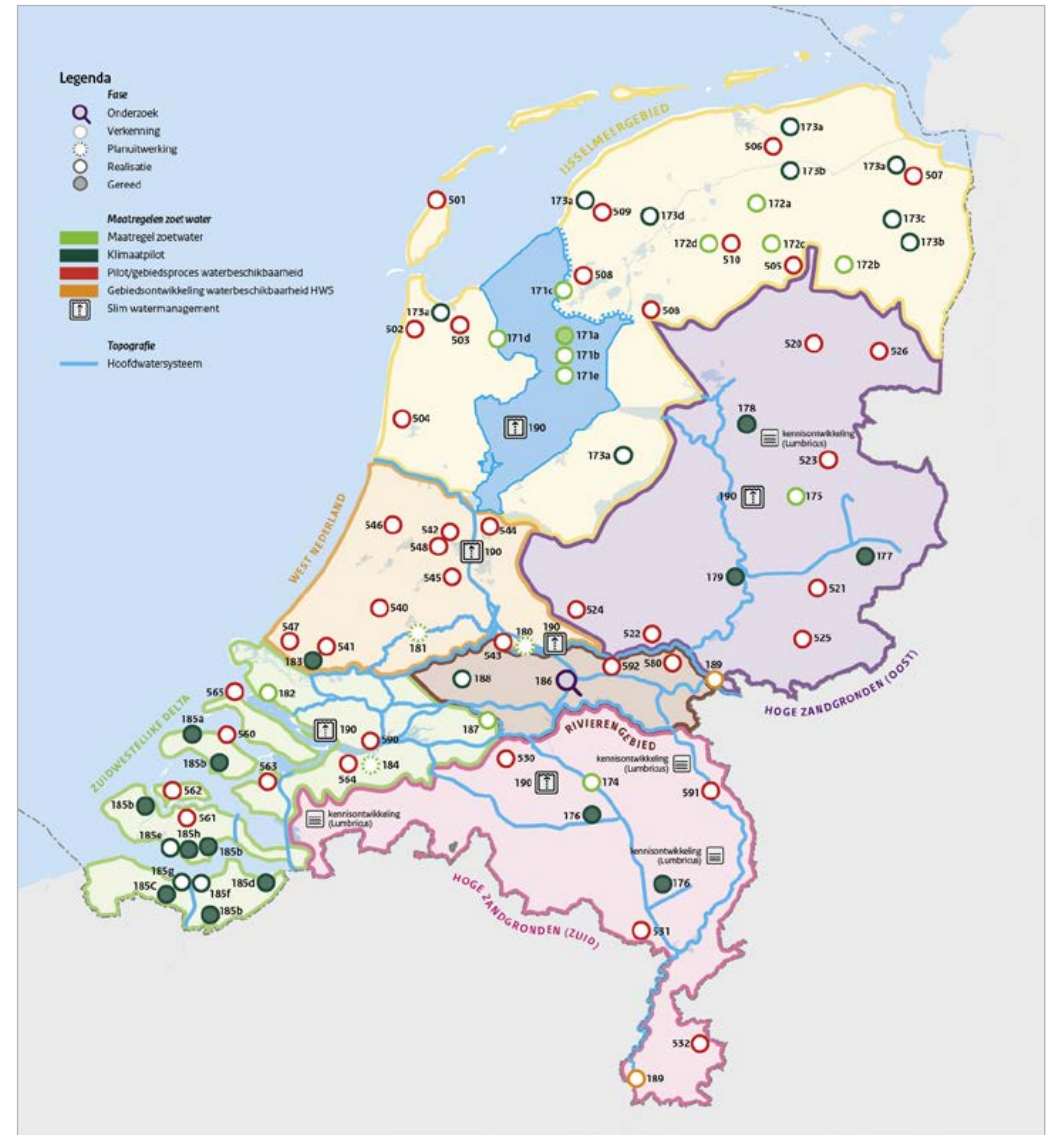 Legenda
Fase
Onderzoek
Verkenning
Planuitwerking
Realisatie
Gereed
Maatregelen zoet water
Maatregel zoetwater
Klimaatpilot
Pilot/gebiedsproces waterbeschikbaarheid
Gebiedsontwikkeling waterbeschikbaarheid HWS
Slim watermanagement
Topografie
Hoofdwatersysteem
IJSSELMEERGEBIED
173a
506
173b
173a
507
501
173a
509
173d
172a
173c
173b
172d
510
172c
505
172b
508
171c
173a
502
503
171d
508
171a
171b
171e
520
526
504
190
173a
178
kennisontwikkeling
(Lumbricus)
523
190
175
WEST NEDERLAND
546
542
544
548
190
545
177
179
521
540
524
547
541
181
180
190
543
522
525
183
592
580
189
188
186
HOGE ZANDGRONDEN (OOST)
ZUIDWESTELIJKE DELTA
565
182
187
RIVIERENGEBIED
185a
560
190
590
185b
564
184
530
kennisontwikkeling
(Lumbricus)
563
190
174
591
562
185b
561
kennisontwikkeling
(Lumbricus)
176
185e
185h
185b
kennisontwikkeling
(Lumbricus)
185g
185C
185f
185d
185b
176
HOGE ZANDGRONDEN (ZUID)
531
532
189